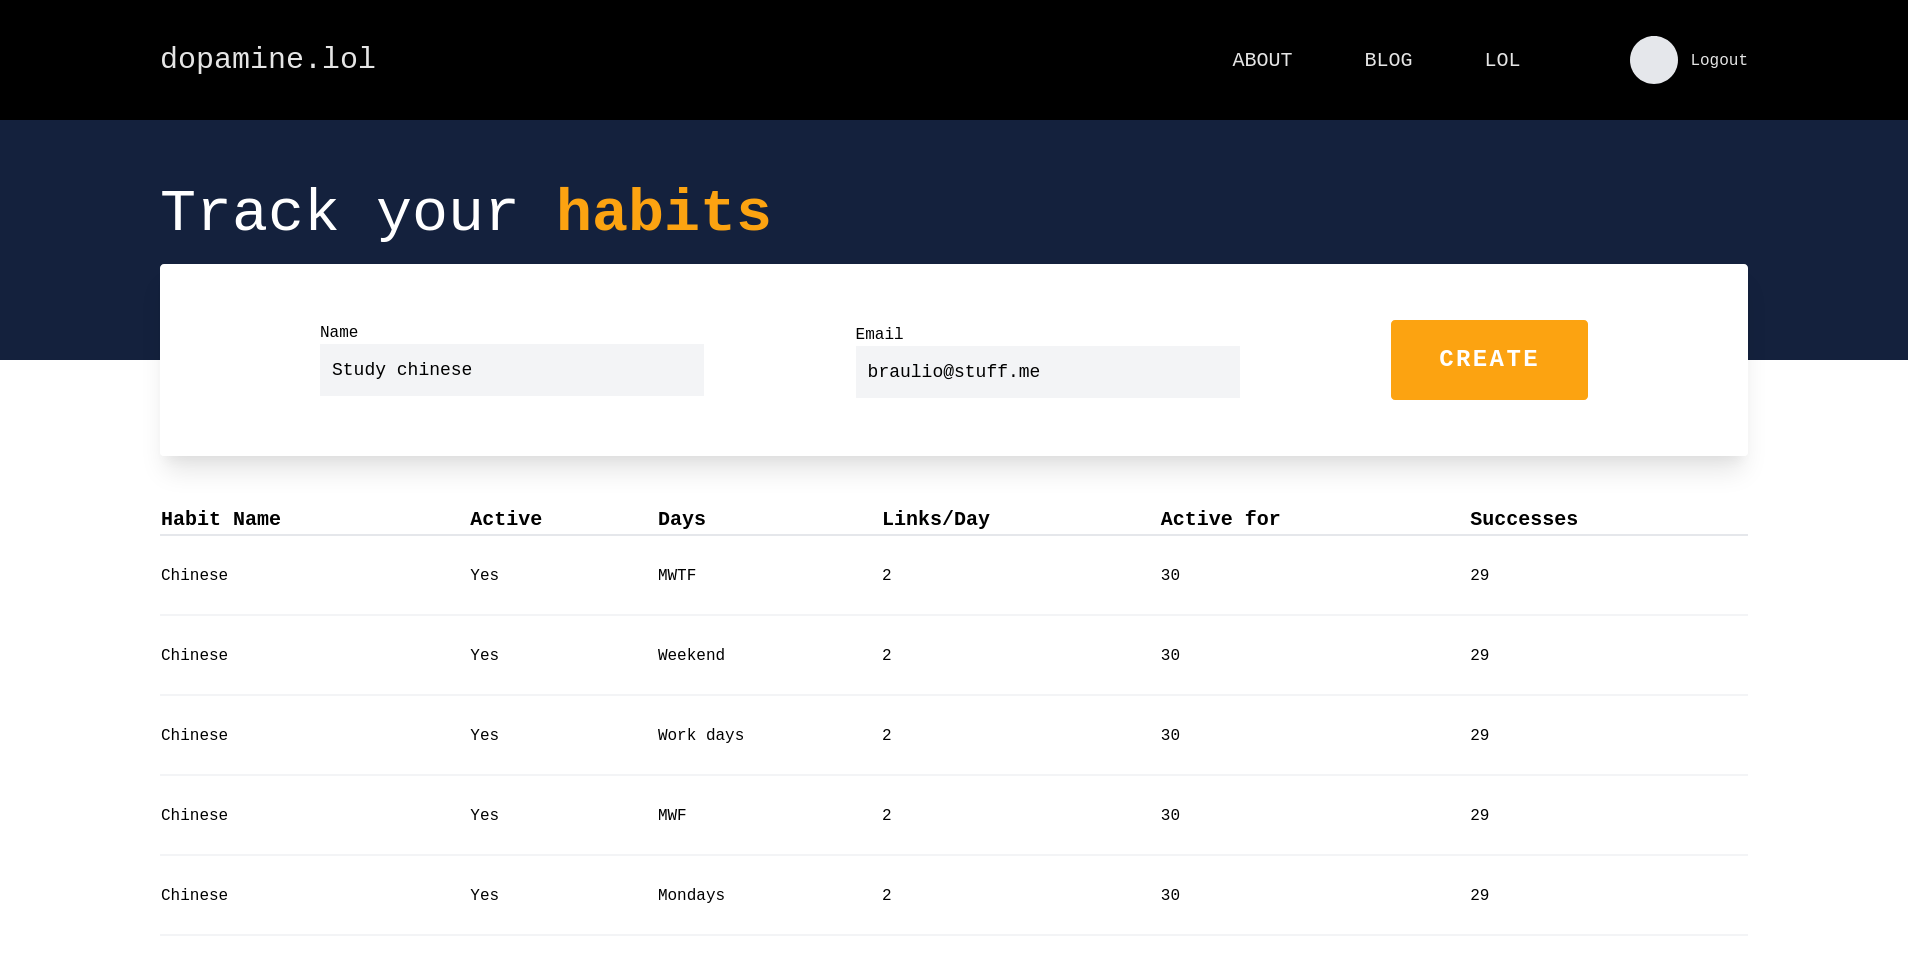 dopamine.lol ABOUT BLOG LOL Logout
Track your habits
Name Email
Study chinese braulio@stuff.me CREATE
Habit Name Active Days Links/Day Active for Successes
Chinese Yes MWTF 2 30 29
Chinese Yes Weekend 2 30 29
Chinese Yes Work days 2 30 29
Chinese Yes MWF 2 30 29
Chinese Yes Mondays 2 30 29